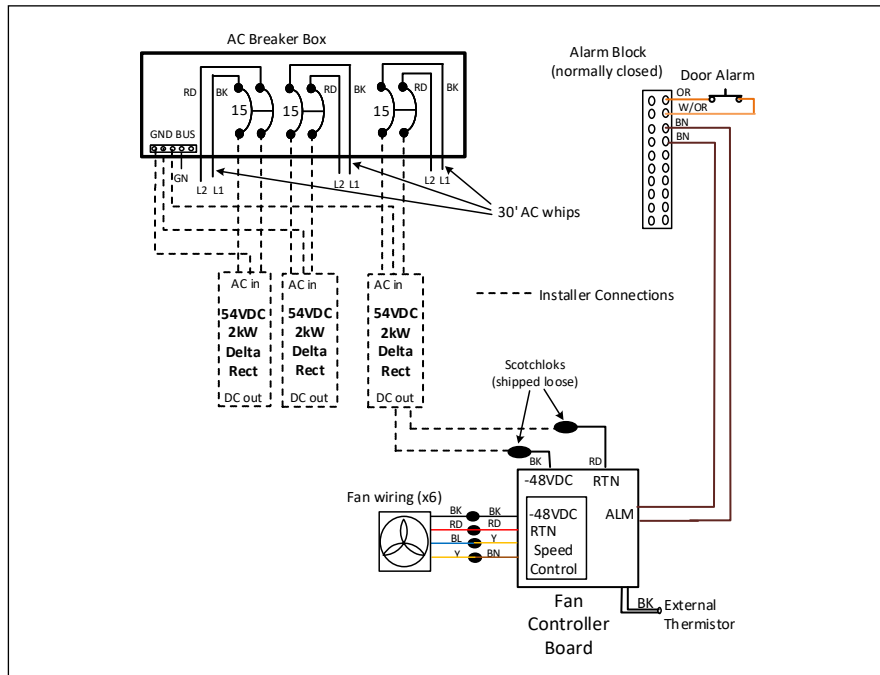 AC Breaker Box
RD
BK
15
15
RD
BK
15
RD
BK
GND BUS
GN
L2 L1
L2 L1
L2 L1
30' AC whips
AC in
54VDC
2kW
Delta
Rect
DC out
AC in
54VDC
2kW
Delta
Rect
DC out
AC in
54VDC
2kW
Delta
Rect
DC out
Alarm Block
(normally closed)
Door Alarm
OR
W/OR
BN
BN
Installer Connections
Scotchloks
(shipped loose)
BK
RD
-48VDC
RTN
ALM
Fan wiring (x6)
BK
BK
RD
RD
BL
Y
Y
BN
-48VDC
RTN
Speed
Control
Fan
Controller
Board
BK
External
Thermistor